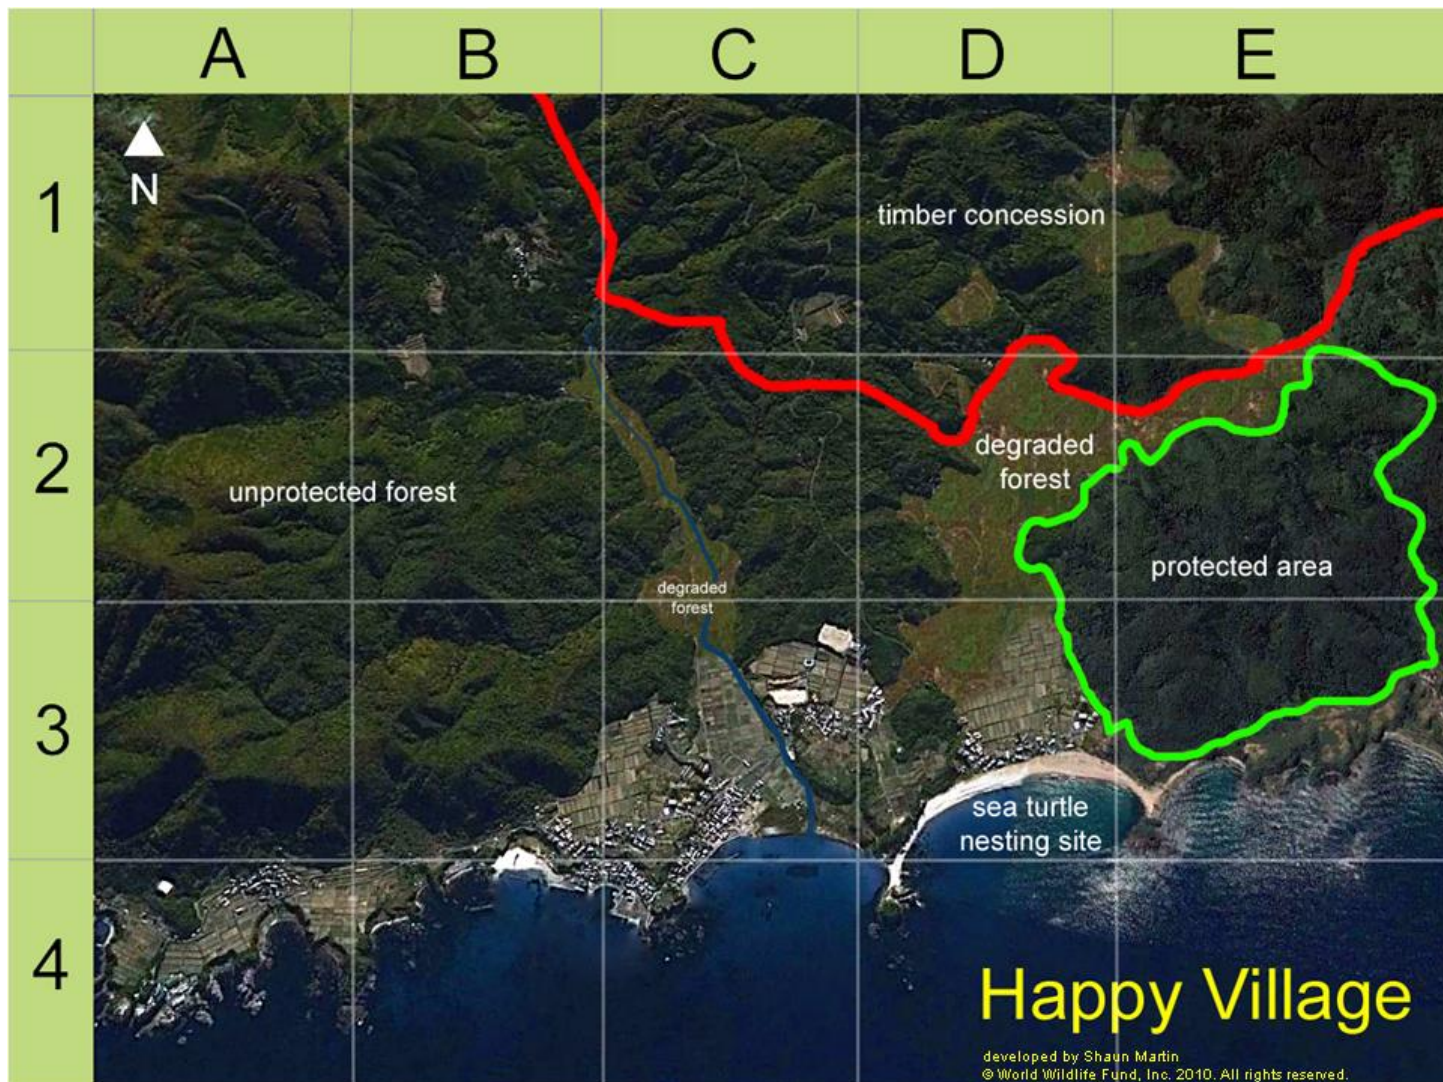 A B C D E
1
N
timber concession
2
degraded
forest
unprotected forest
protected area
degraded
forest
3
sea turtle
nesting site
4
Happy Village
developed by Shaun Martin
© World Wildlife Fund, Inc. 2010. All rights reserved.